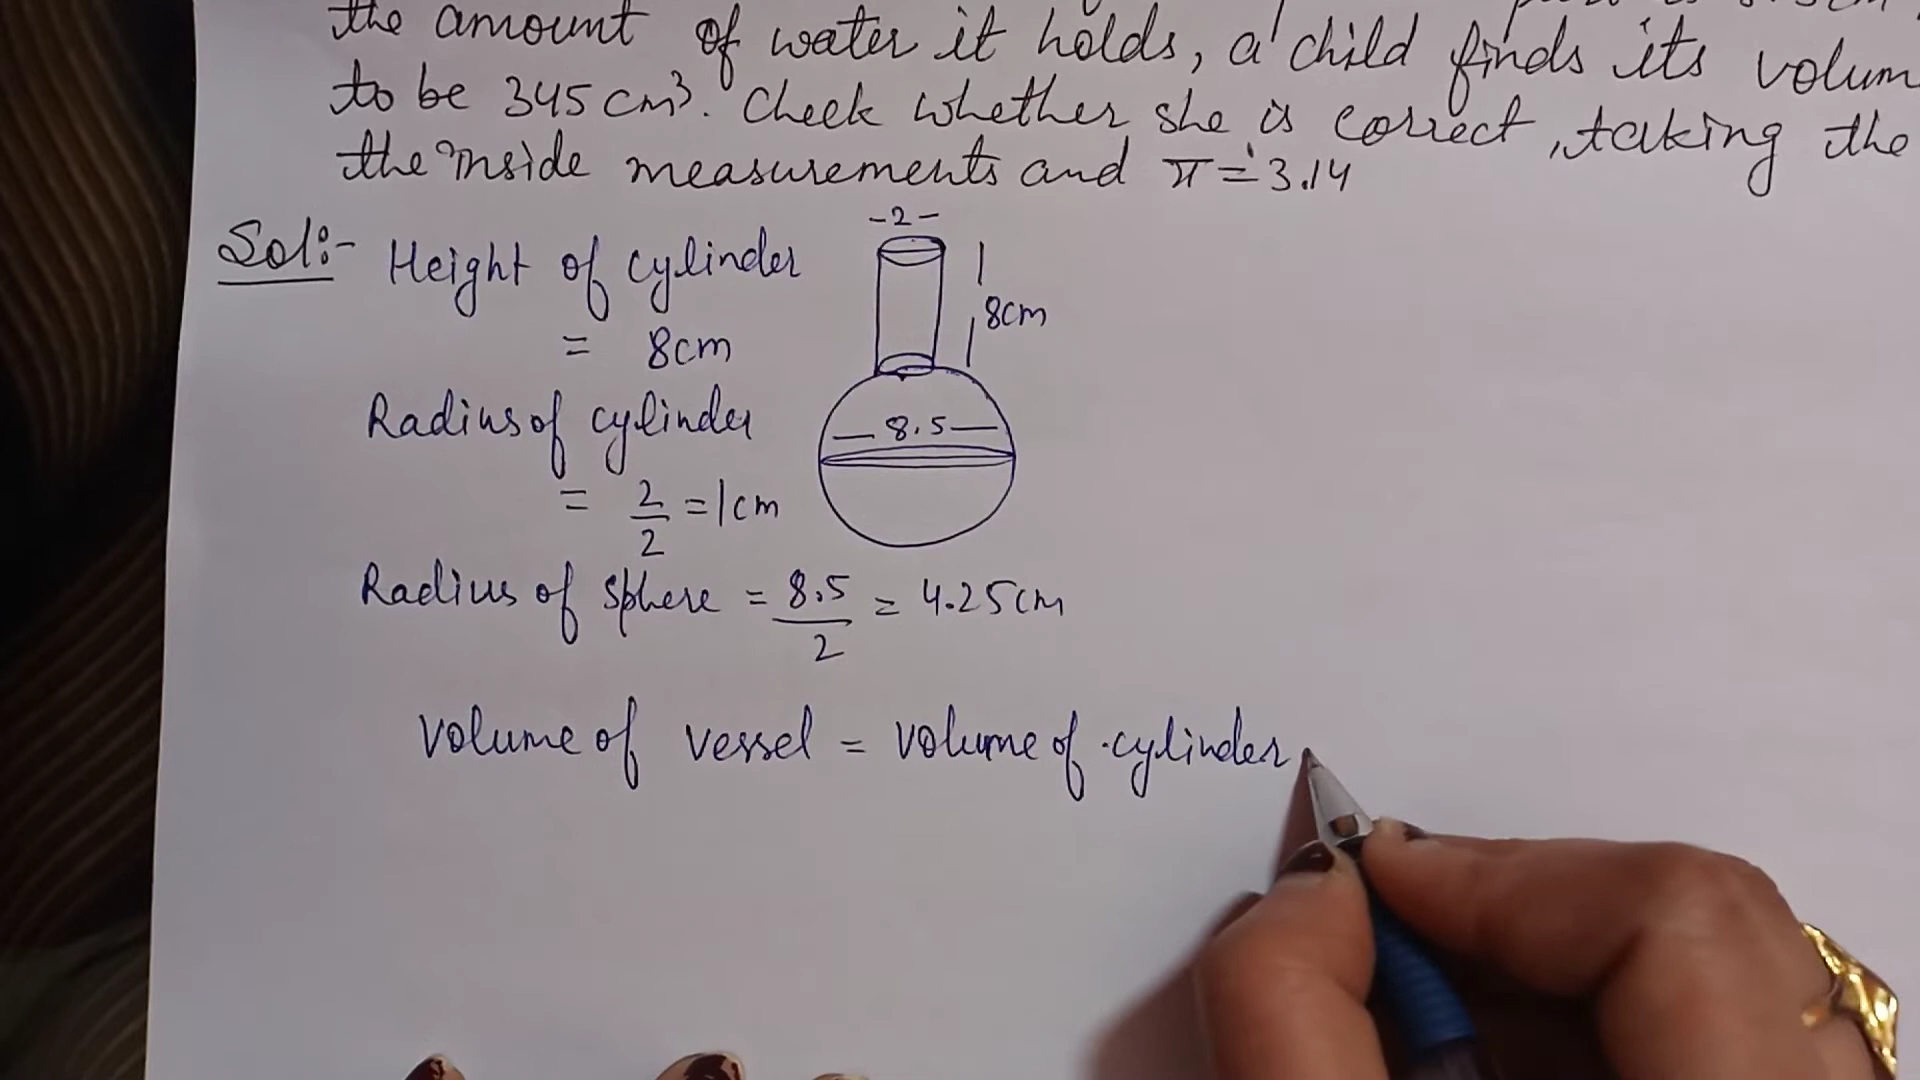 the amount of water it holds, a child finds its volum
to be 345 cm³. Check whether she is correct, taking the
the inside measurements and π = 3.14
Sol:- Height of cylinder
= 8cm
-2-
8cm
Radius of cylinder
= 2/2 = 1cm
-8.5-
Radius of sphere = 8.5/2 = 4.25cm
Volume of vessel = volume of cylinder